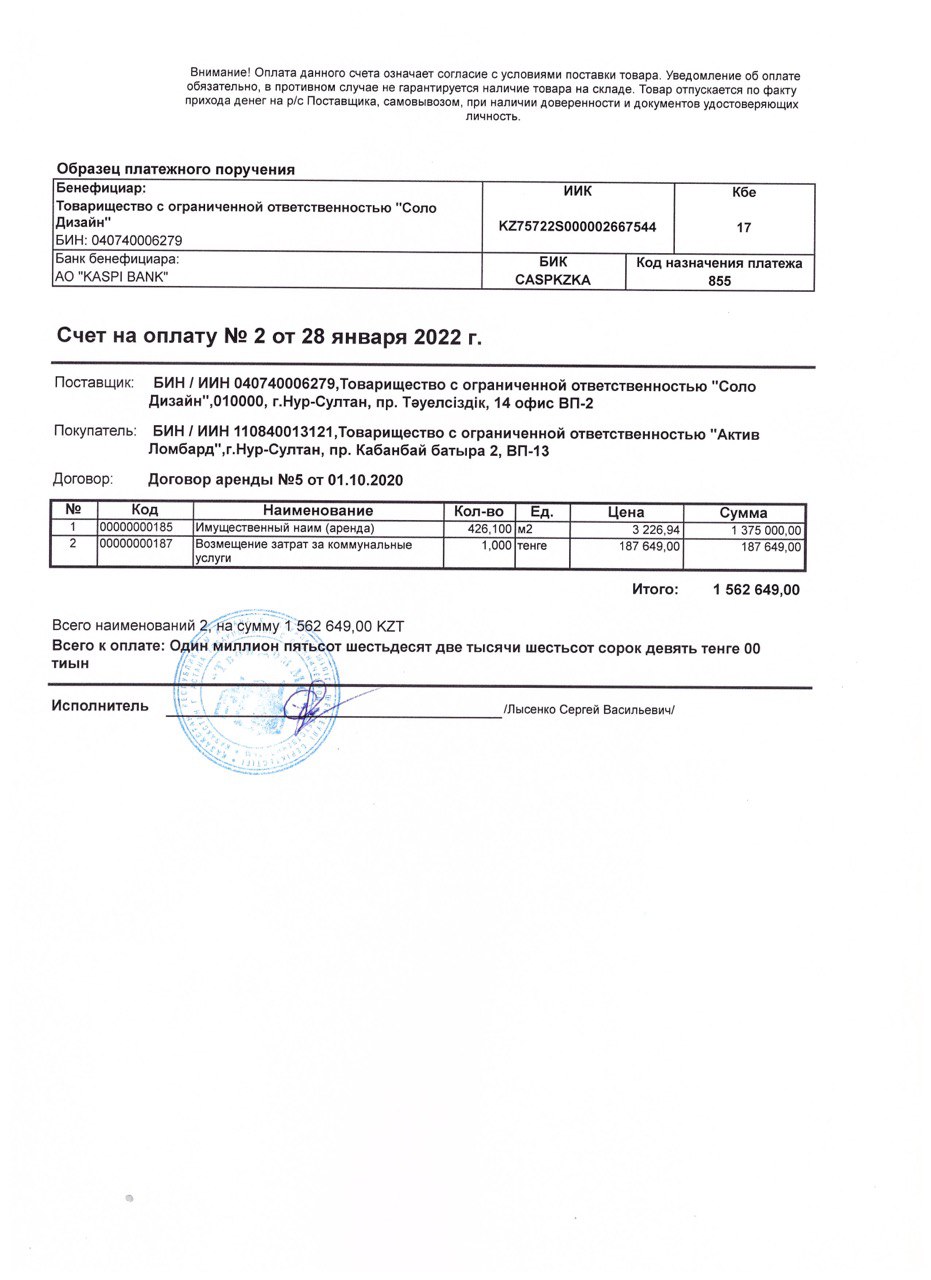 Внимание! Оплата данного счета означает согласие с условиями поставки товара. Уведомление об оплате
обязательно, в противном случае не гарантируется наличие товара на складе. Товар отпускается по факту
прихода денег на р/с Поставщика, самовывозом, при наличии доверенности и документов удостоверяющих
личность.
Образец платежного поручения
Бенефициар: ИИК Кбе
Товарищество с ограниченной ответственностью "Соло
Дизайн" KZ75722S000002667544 17
БИН: 040740006279
Банк бенефициара: БИК Код назначения платежа
АО "KASPI BANK" CASPKZKA 855
Счет на оплату № 2 от 28 января 2022 г.
Поставщик: БИН / ИИН 040740006279,Товарищество с ограниченной ответственностью "Соло
Дизайн",010000, г.Нур-Султан, пр. Тәуелсіздік, 14 офис ВП-2
Покупатель: БИН / ИИН 110840013121,Товарищество с ограниченной ответственностью "Актив
Ломбард",г.Нур-Султан, пр. Кабанбай батыра 2, ВП-13
Договор: Договор аренды №5 от 01.10.2020
№ Код Наименование Кол-во Ед. Цена Сумма
1 00000000185 Имущественный наим (аренда) 426,100 м2 3 226,94 1 375 000,00
2 00000000187 Возмещение затрат за коммунальные 1,000 тенге 187 649,00 187 649,00
услуги
Итого: 1 562 649,00
Всего наименований 2, на сумму 1 562 649,00 KZT
Всего к оплате: Один миллион пятьсот шестьдесят две тысячи шестьсот сорок девять тенге 00
тиын
Исполнитель /Лысенко Сергей Васильевич/